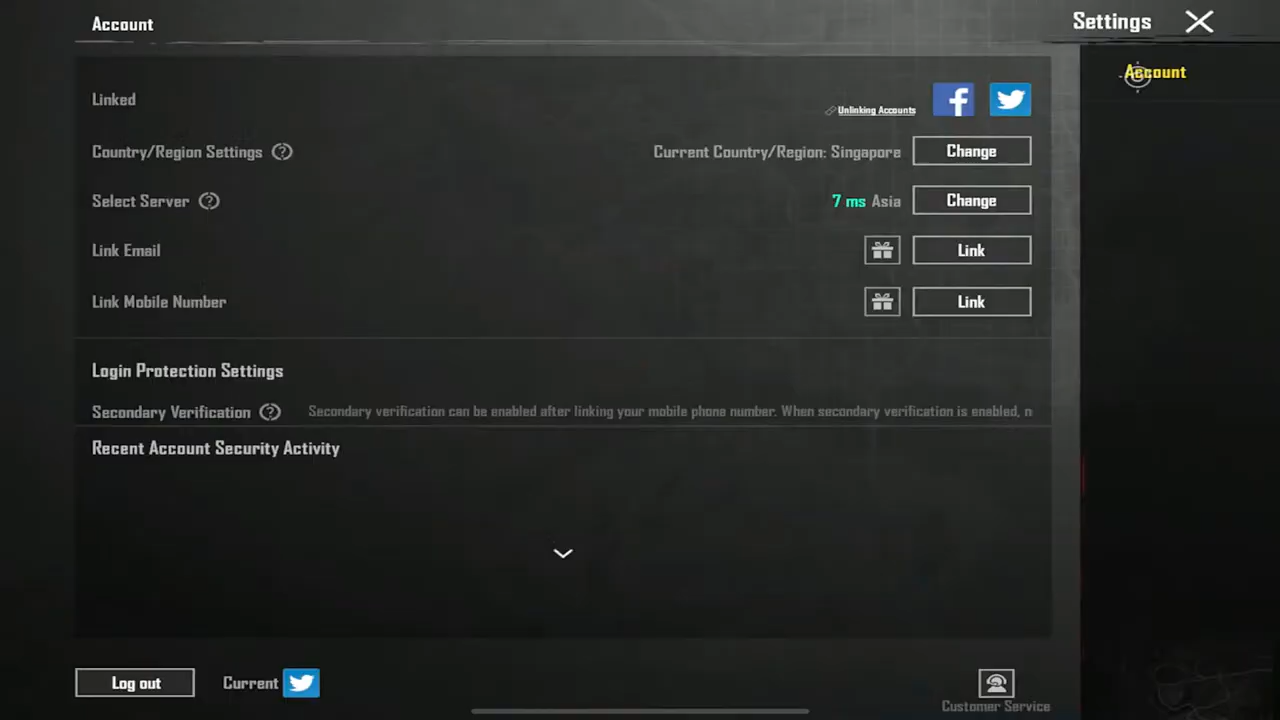 Account
Settings
Account
Linked
Unlinking Accounts
Country/Region Settings ?
Current Country/Region: Singapore
Change
Select Server ?
7 ms Asia
Change
Link Email
Link
Link Mobile Number
Link
Login Protection Settings
Secondary Verification ?
Secondary verification can be enabled after linking your mobile phone number. When secondary verification is enabled, n
Recent Account Security Activity
Log out
Current
Customer Service